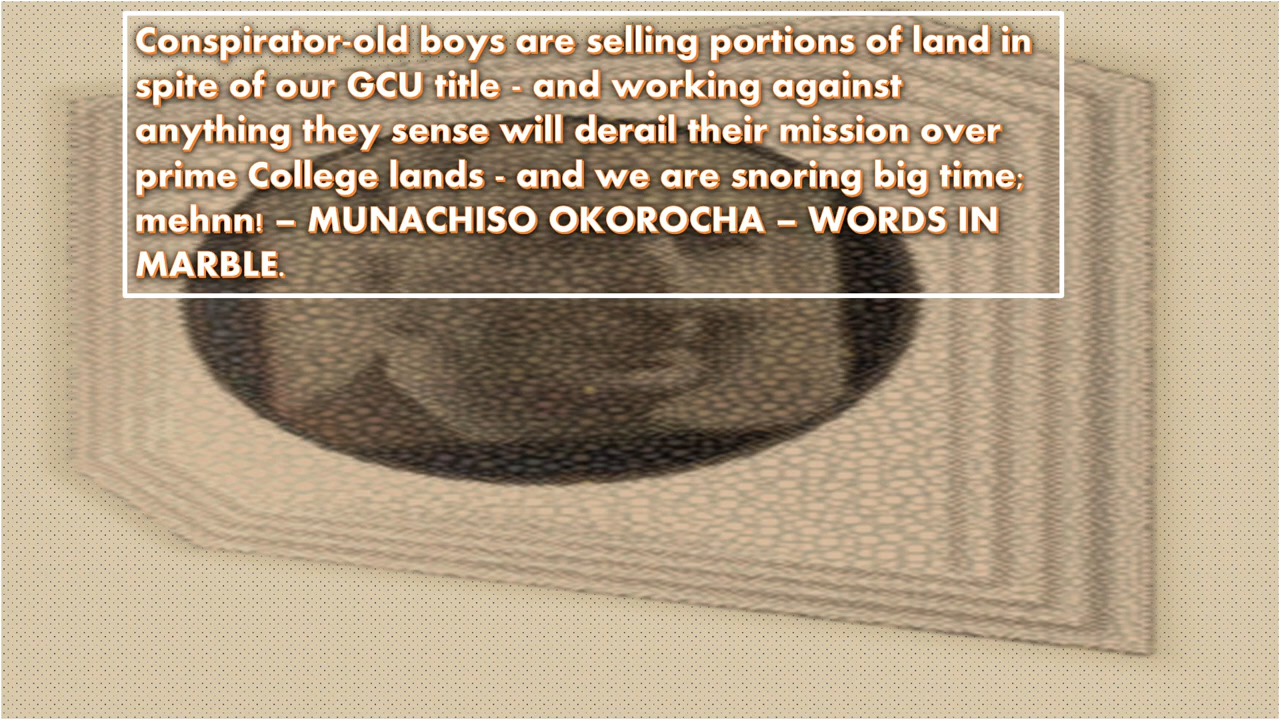 Conspirator-old boys are selling portions of land in
spite of our GCU title - and working against
anything they sense will derail their mission over
prime College lands - and we are snoring big time;
mehnn! – MUNACHISO OKOROCHA – WORDS IN
MARBLE.